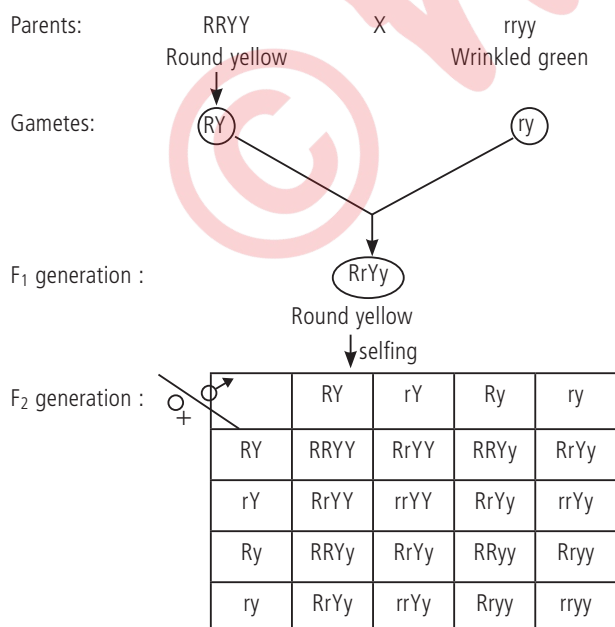 Parents: RRYY X rryy
Round yellow Wrinkled green
Gametes: RY ry
F₁ generation : RrYy
Round yellow
selfing
F₂ generation : RY rY Ry ry
RY RRYY RrYY RRYy RrYy
rY RrYY rrYY RrYy rrYy
Ry RRYy RrYy RRyy Rryy
ry RrYy rrYy Rryy rryy